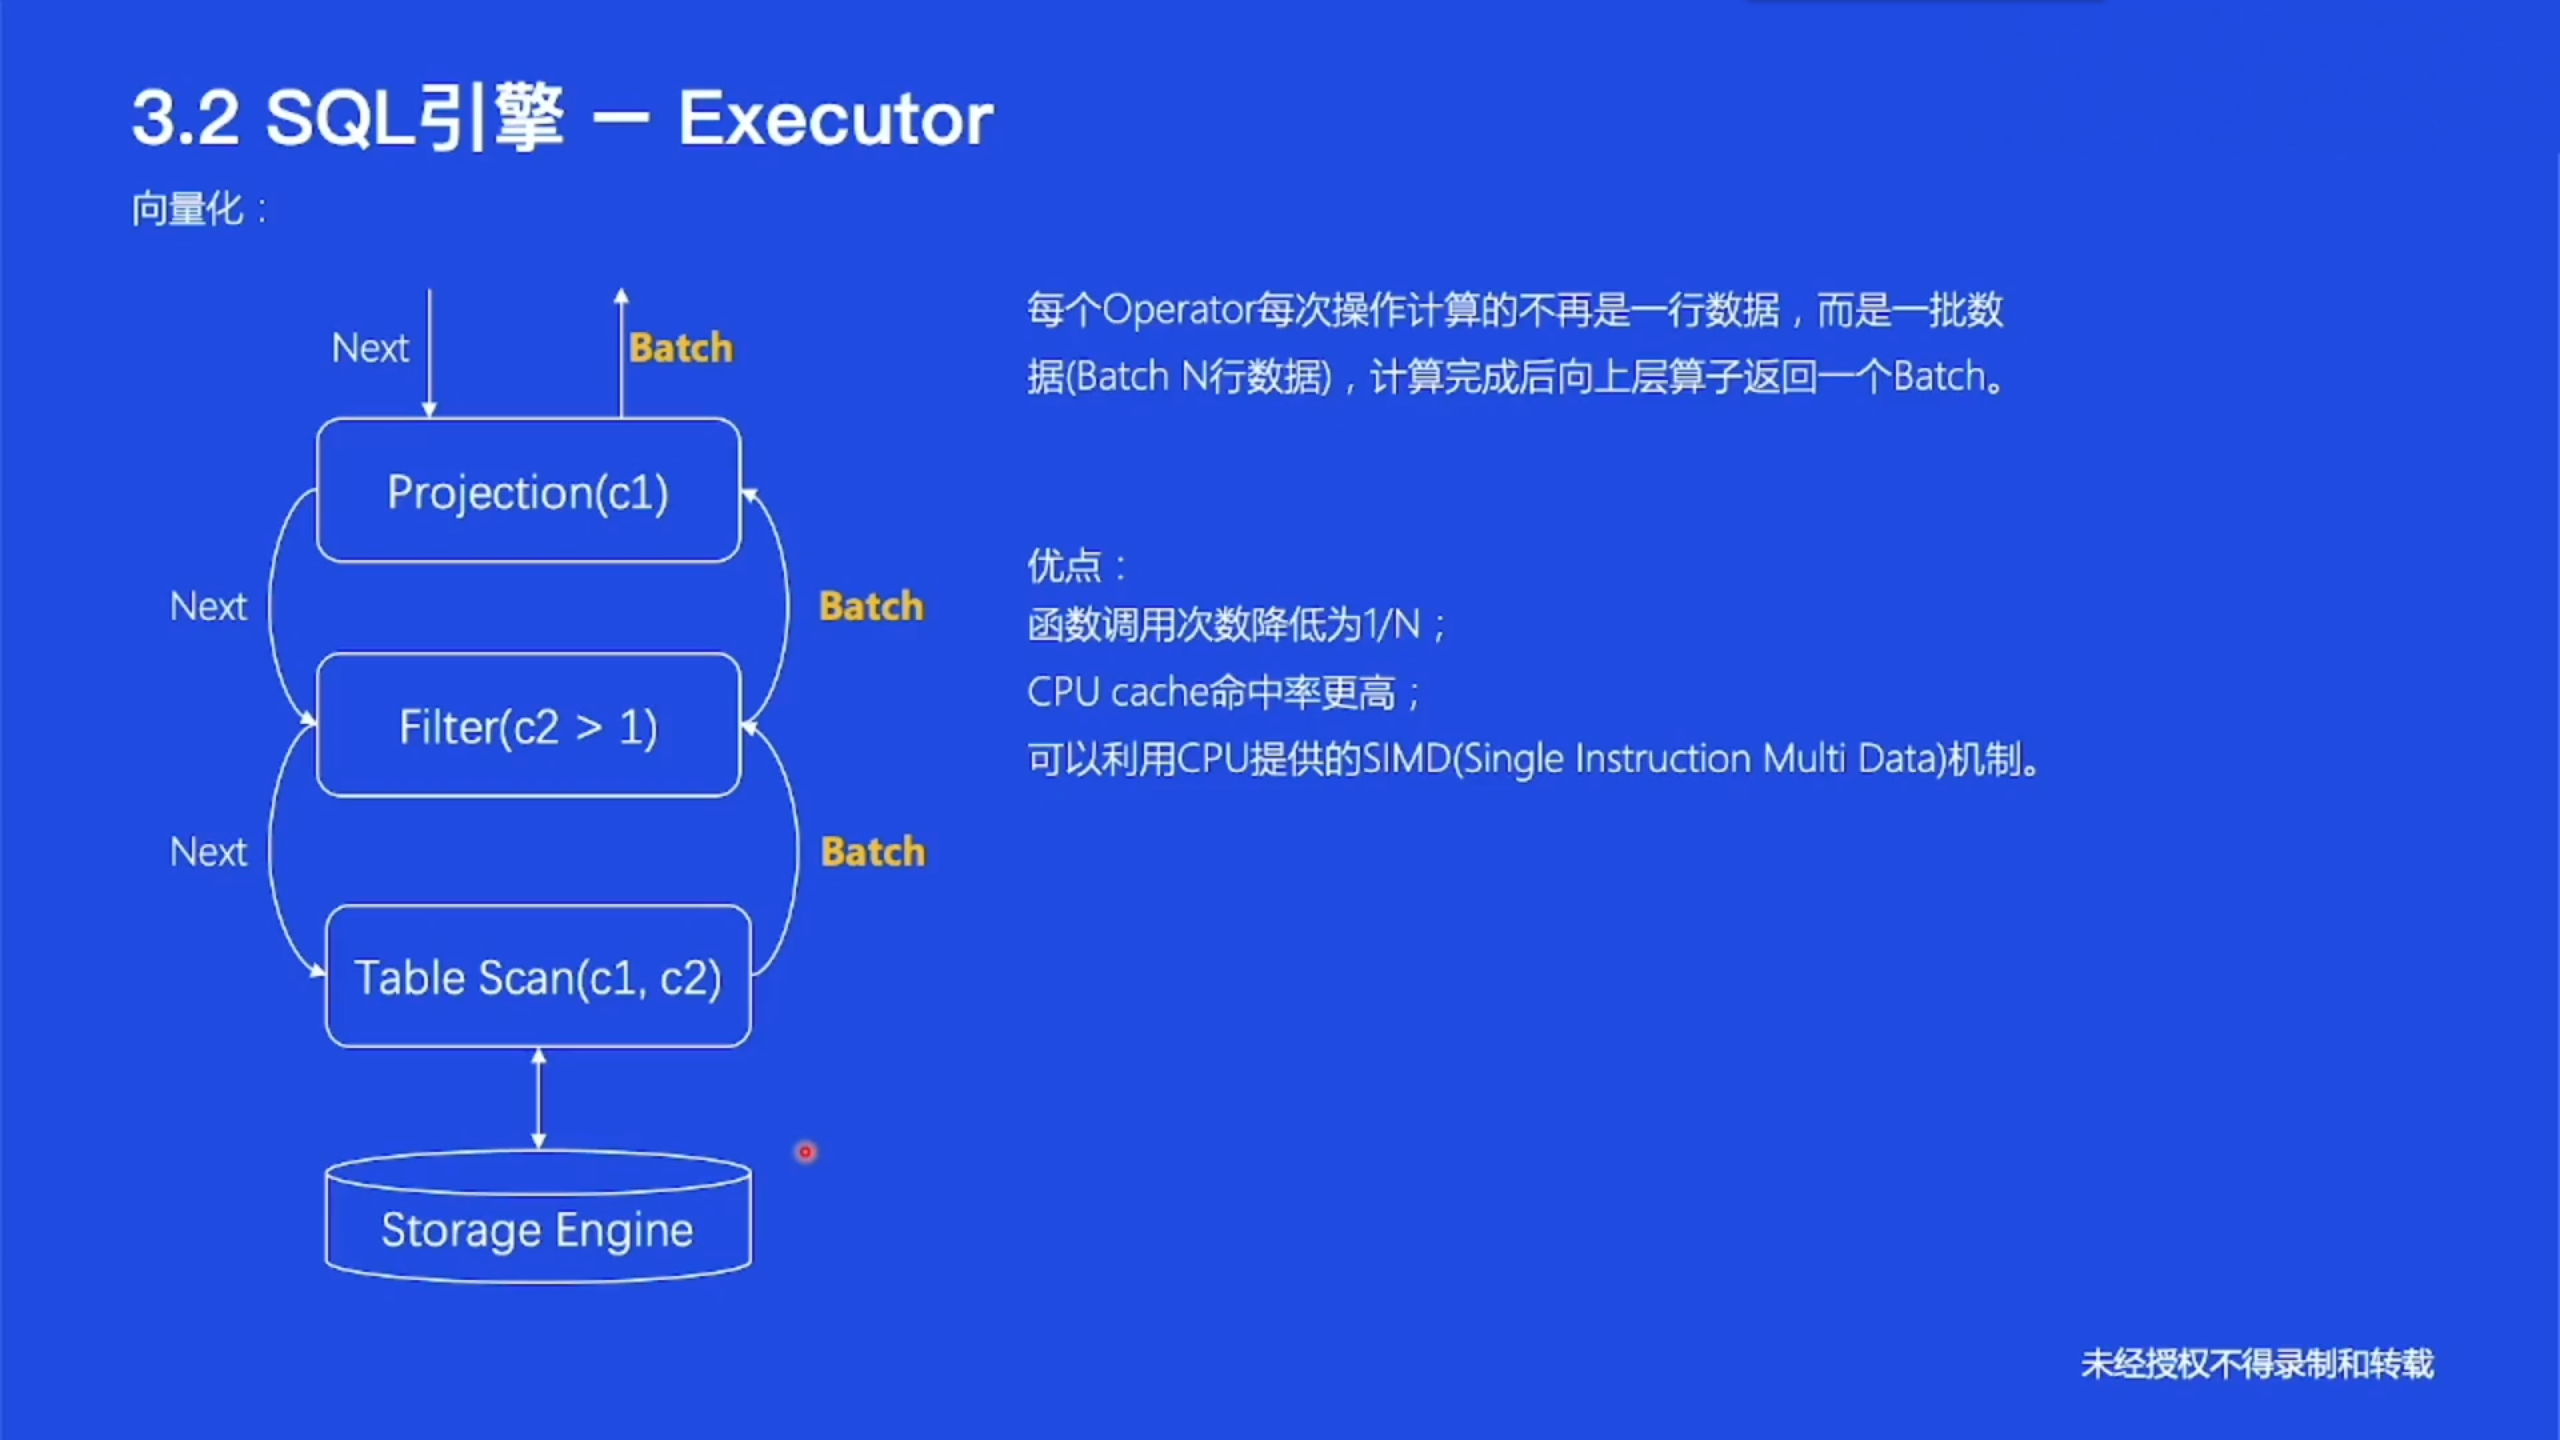 3.2 SQL引擎 － Executor
向量化：
Next
Batch
Projection(c1)
Next
Batch
Filter(c2 > 1)
Next
Batch
Table Scan(c1, c2)
Storage Engine
每个Operator每次操作计算的不再是一行数据，而是一批数
据(Batch N行数据)，计算完成后向上层算子返回一个Batch。
优点：
函数调用次数降低为1/N；
CPU cache命中率更高；
可以利用CPU提供的SIMD(Single Instruction Multi Data)机制。
未经授权不得录制和转载